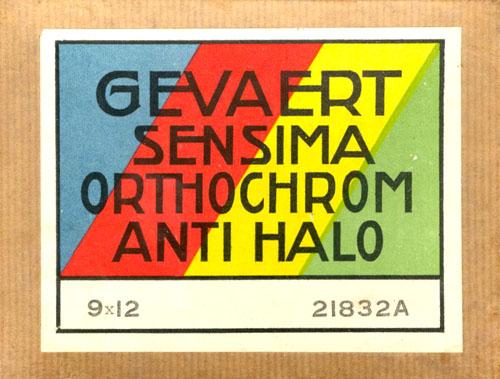 GEVAERT
SENSIMA
ORTHOCHROM
ANTI HALO
9x12 21832A